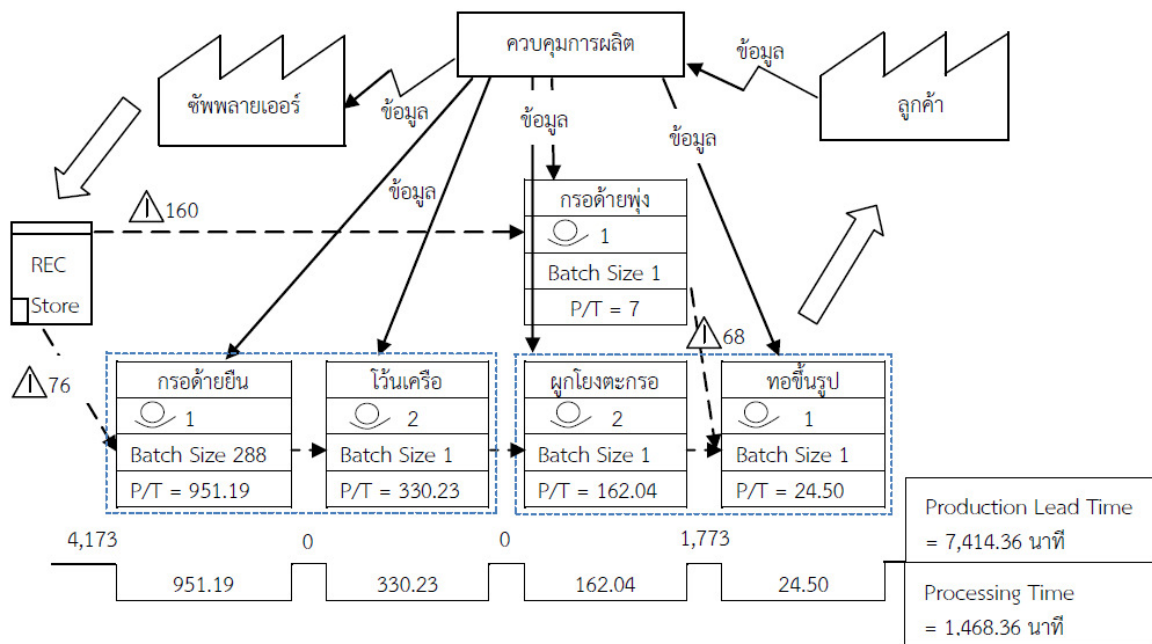 ควบคุมการผลิต
ซัพพลายเออร์
ข้อมูล
ข้อมูล
ลูกค้า
ข้อมูล
ข้อมูล
ข้อมูล
160
REC
Store
76
กรอด้ายพุ่ง
1
Batch Size 1
P/T = 7
68
กรอด้ายยืน
1
Batch Size 288
P/T = 951.19
โว้นเครือ
2
Batch Size 1
P/T = 330.23
ผูกโยงตะกรอ
2
Batch Size 1
P/T = 162.04
ทอขึ้นรูป
1
Batch Size 1
P/T = 24.50
4,173
0
0
1,773
951.19
330.23
162.04
24.50
Production Lead Time
= 7,414.36 นาที
Processing Time
= 1,468.36 นาที